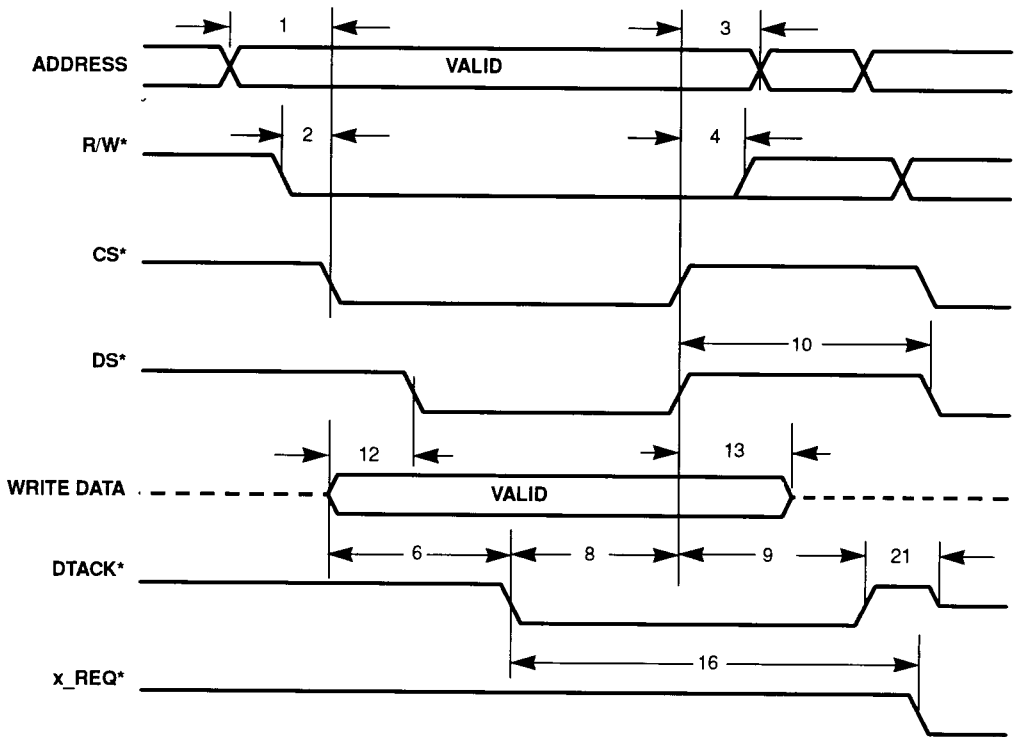 1 3
ADDRESS VALID
2 4
R/W*
CS*
10
DS*
12 13
WRITE DATA VALID
6 8 9 21
DTACK*
16
x_REQ*